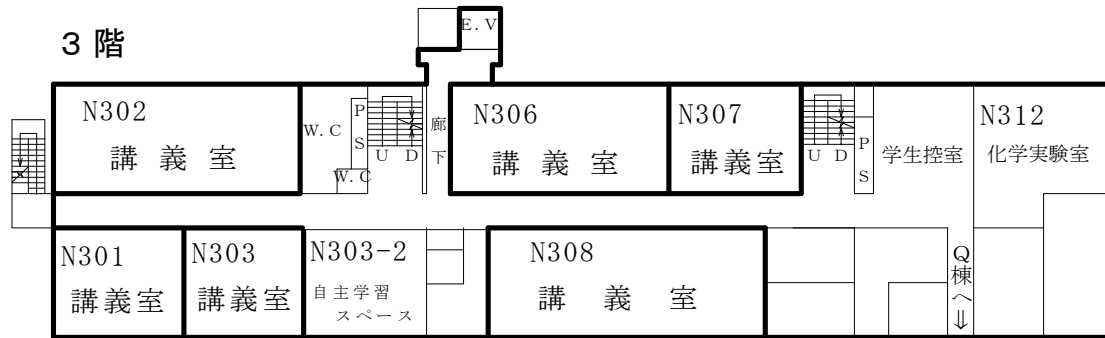 3 階
E.V
N302
講 義 室
W.C
P
S
W.C
U D
廊
下
N306
講 義 室
N307
講義室
U D
P
S
学生控室
N312
化学実験室
N301
講義室
N303
講義室
N303-2
自主学習
スペース
N308
講 義 室
Q棟へ⇓